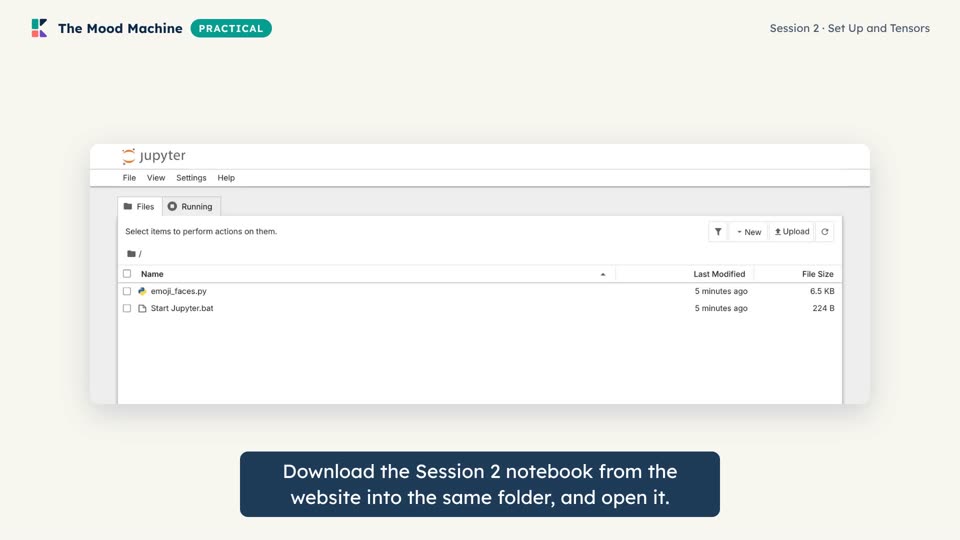 The Mood Machine PRACTICAL
Session 2 · Set Up and Tensors
jupyter
File View Settings Help
Files Running
Select items to perform actions on them.
New Upload
/
Name Last Modified File Size
emoji_faces.py 5 minutes ago 6.5 KB
Start Jupyter.bat 5 minutes ago 224 B
Download the Session 2 notebook from the
website into the same folder, and open it.